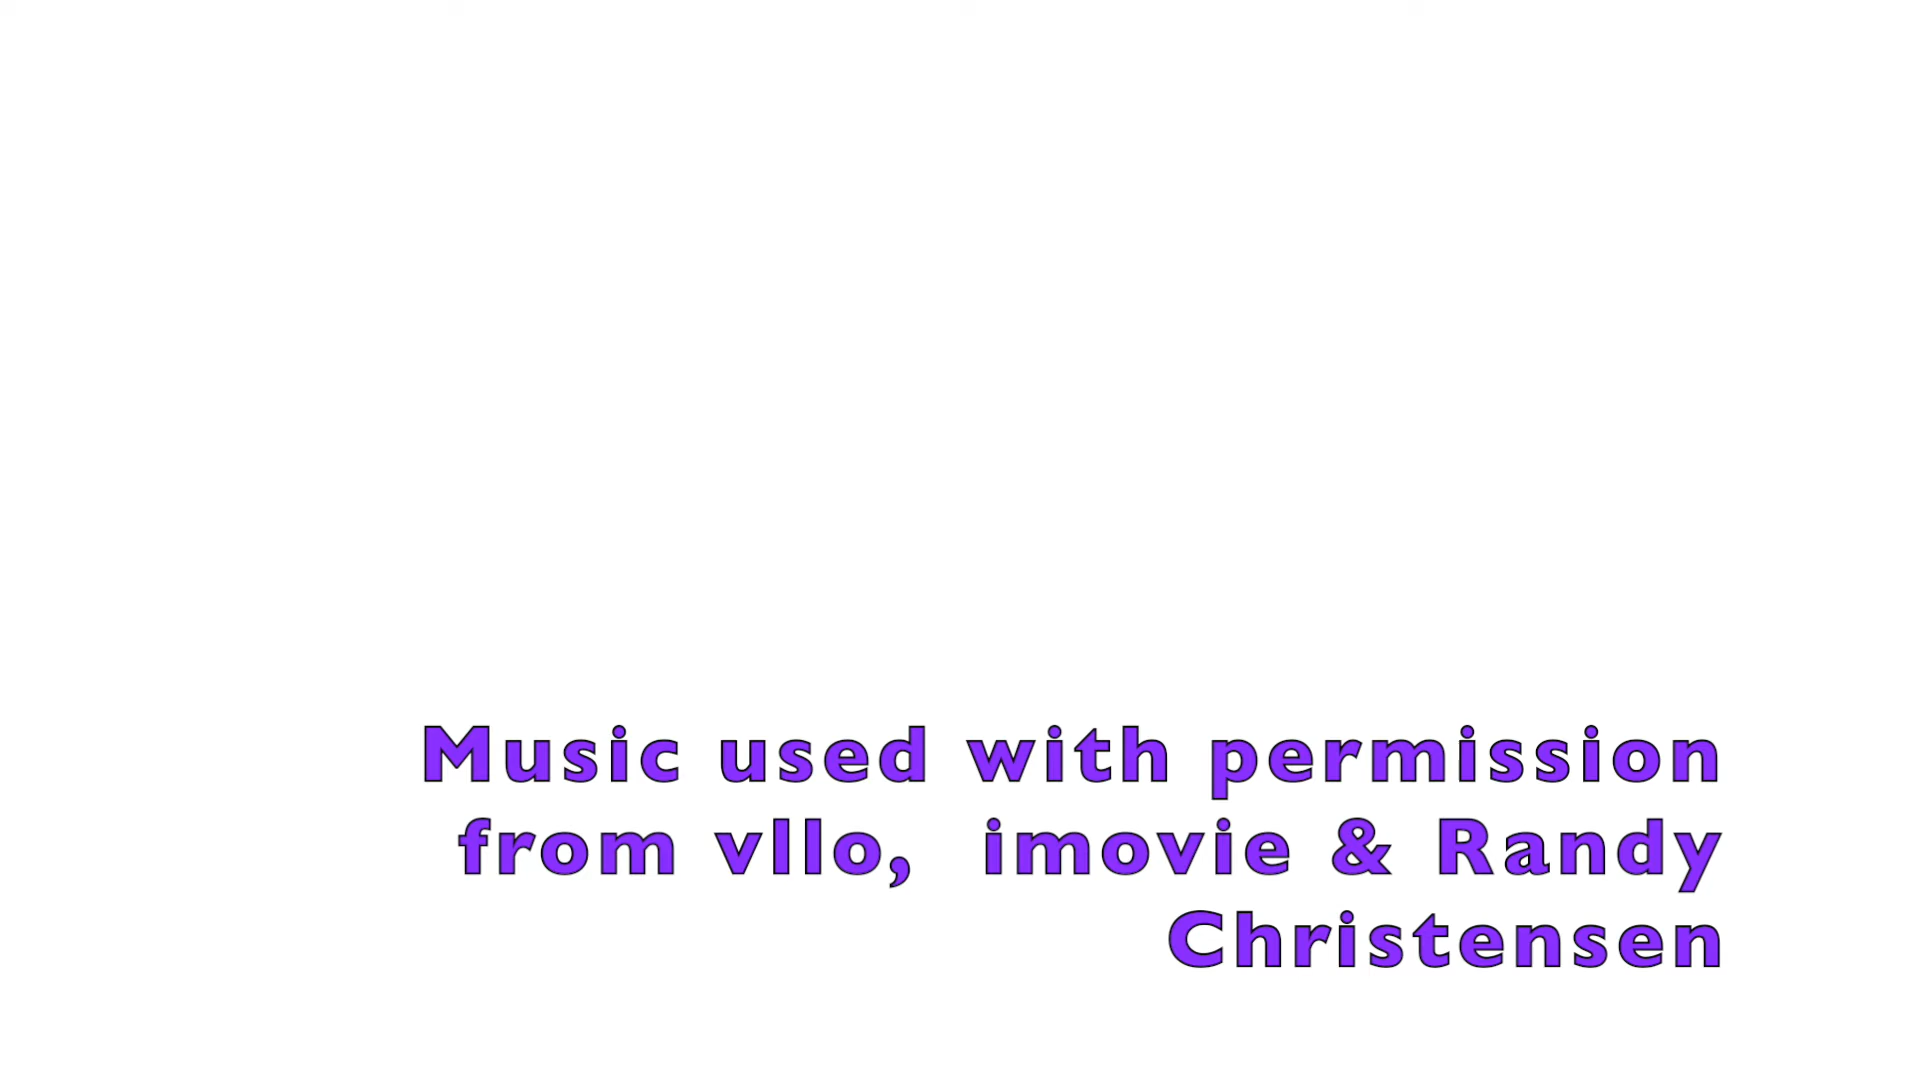 Music used with permission
from vllo,  imovie & Randy
Christensen